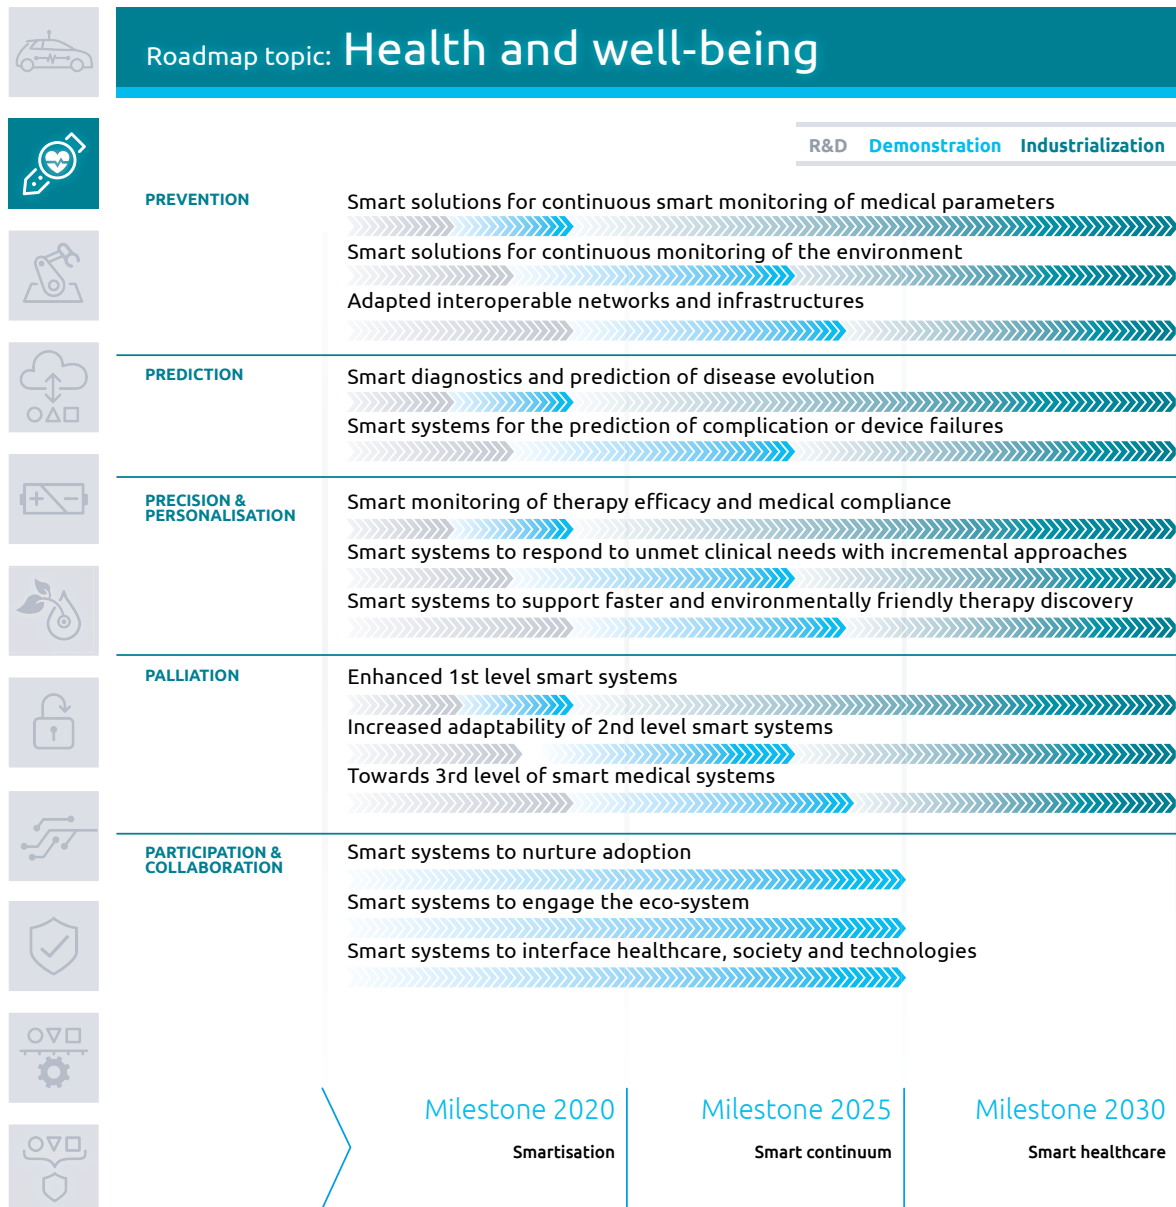 Roadmap topic: Health and well-being
R&D Demonstration Industrialization
PREVENTION
Smart solutions for continuous smart monitoring of medical parameters
Smart solutions for continuous monitoring of the environment
Adapted interoperable networks and infrastructures
PREDICTION
Smart diagnostics and prediction of disease evolution
Smart systems for the prediction of complication or device failures
PRECISION &
PERSONALISATION
Smart monitoring of therapy efficacy and medical compliance
Smart systems to respond to unmet clinical needs with incremental approaches
Smart systems to support faster and environmentally friendly therapy discovery
PALLIATION
Enhanced 1st level smart systems
Increased adaptability of 2nd level smart systems
Towards 3rd level of smart medical systems
PARTICIPATION &
COLLABORATION
Smart systems to nurture adoption
Smart systems to engage the eco-system
Smart systems to interface healthcare, society and technologies
Milestone 2020
Smartisation
Milestone 2025
Smart continuum
Milestone 2030
Smart healthcare